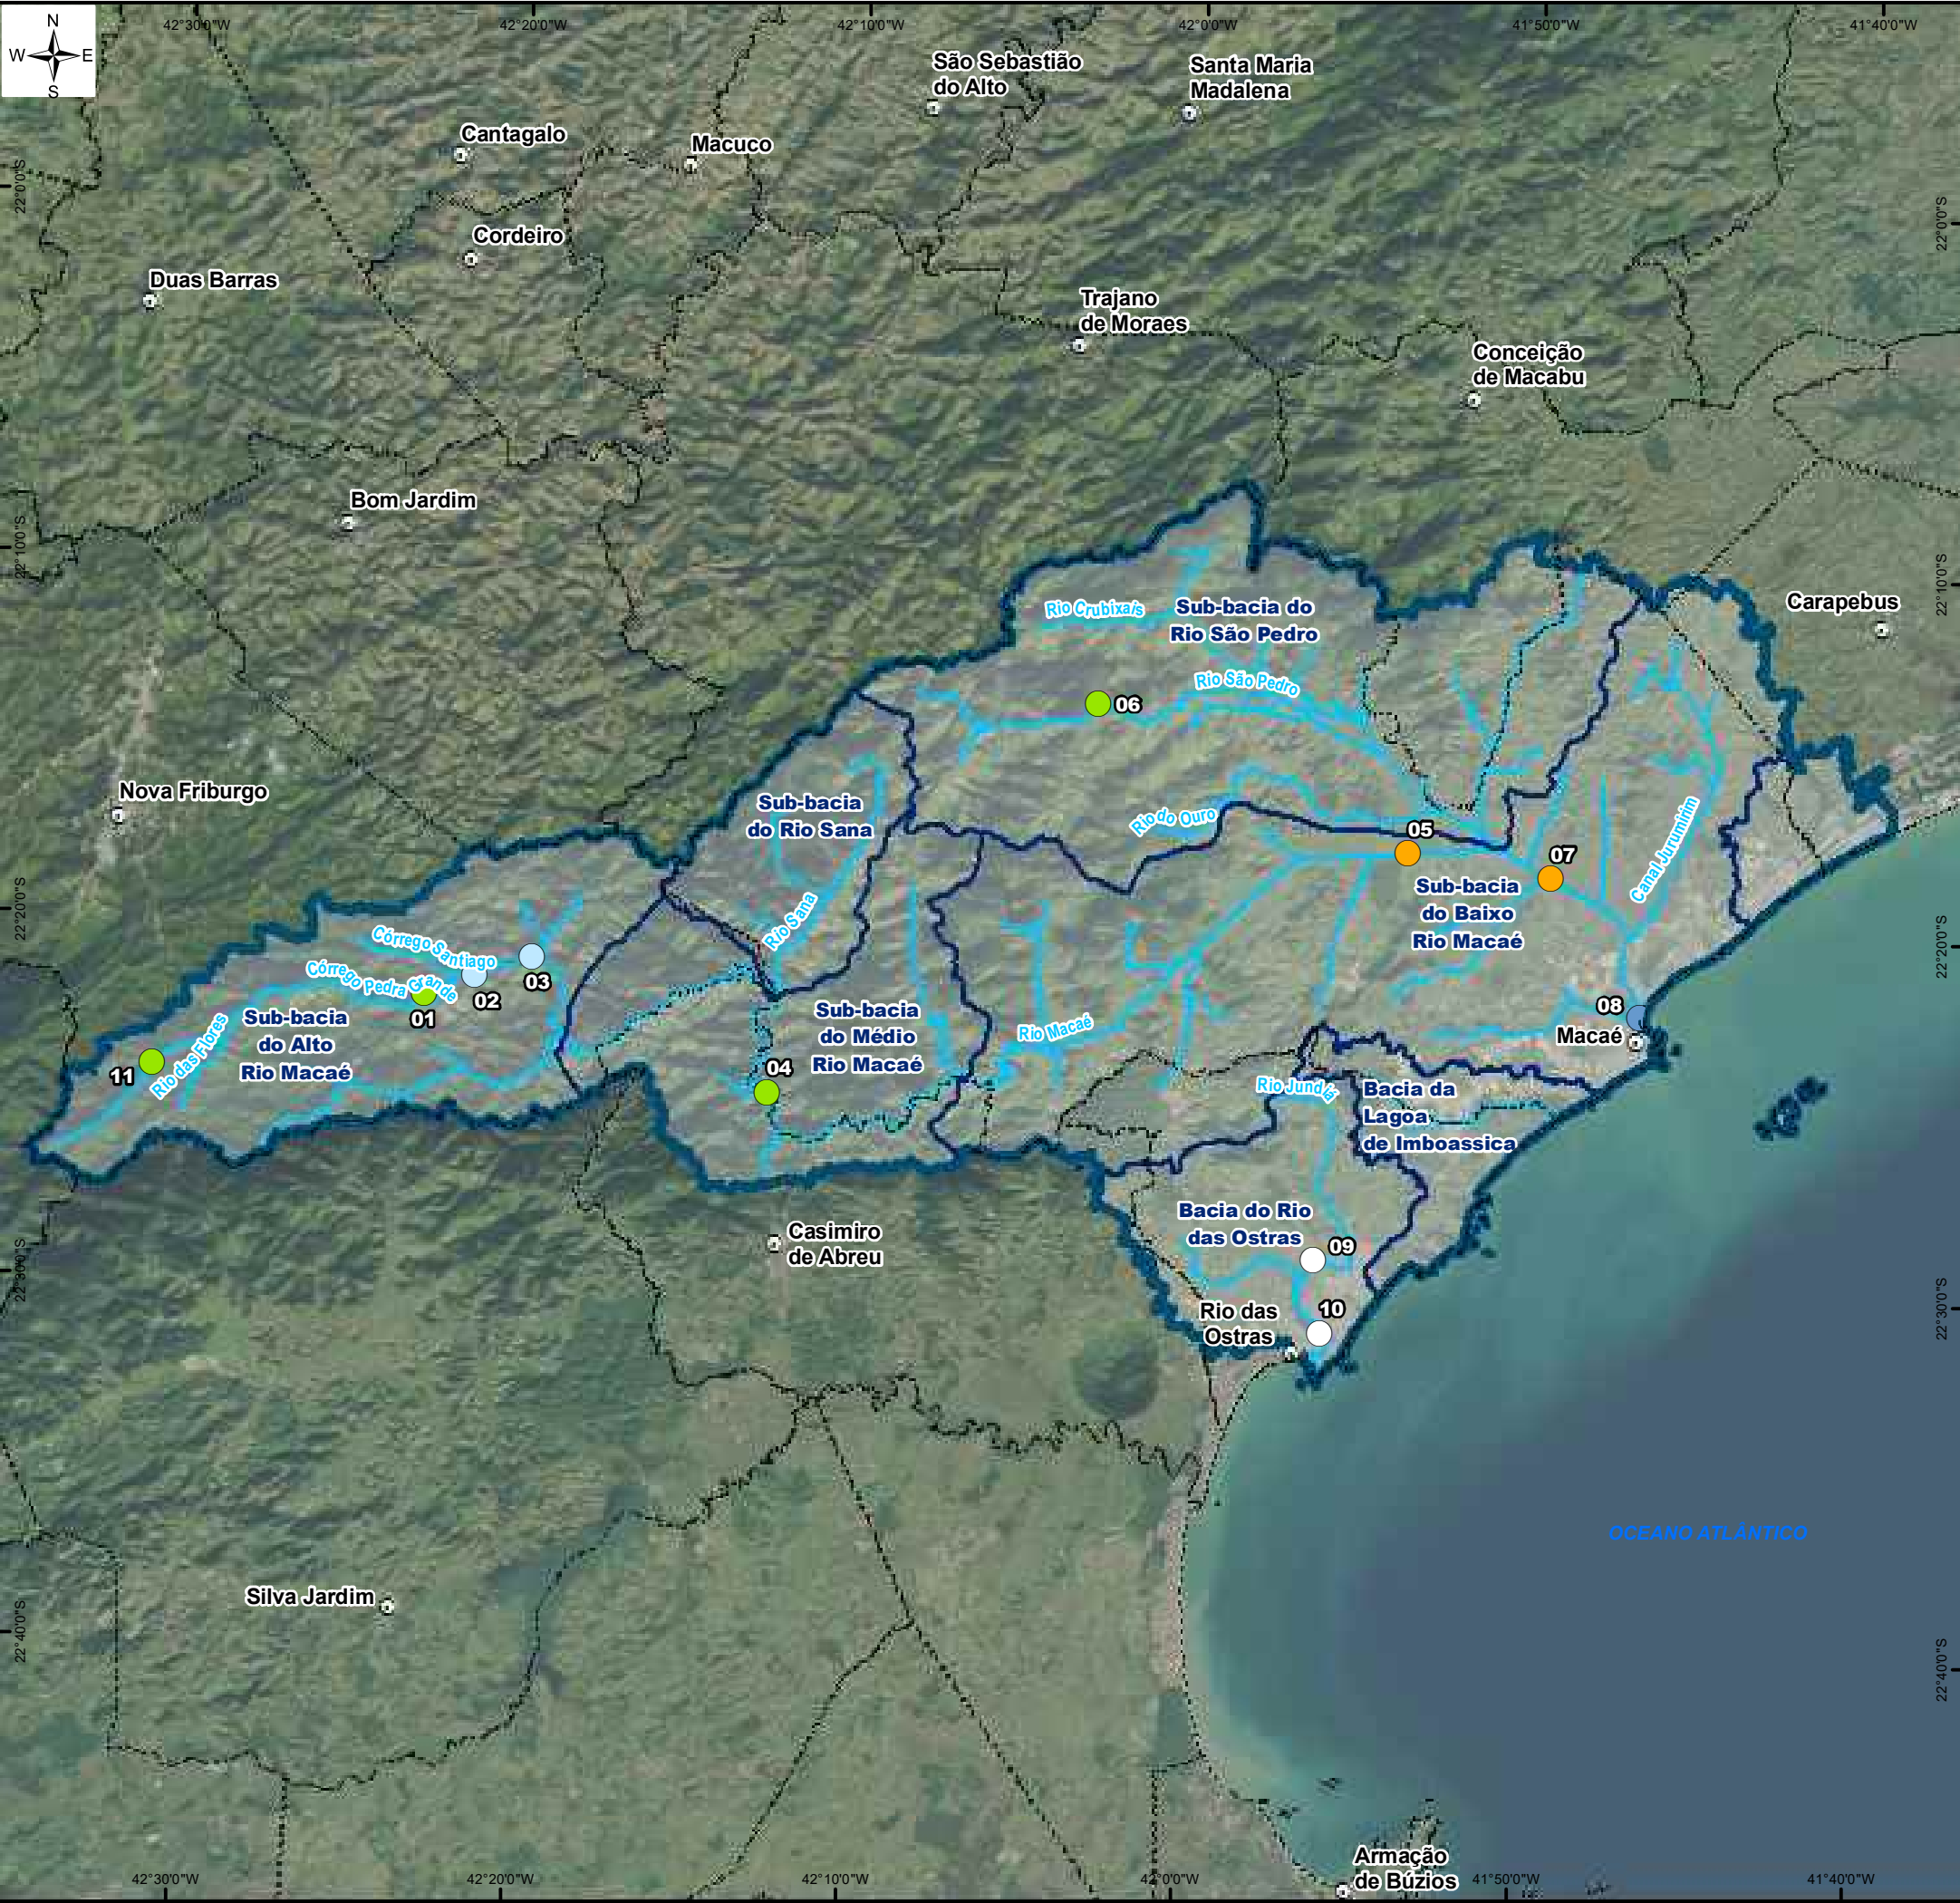 N
W E
S
42°30'0"W
42°20'0"W
42°10'0"W
42°0'0"W
41°50'0"W
41°40'0"W
São Sebastião
do Alto
Santa Maria
Madalena
Cantagalo
Macuco
22°0'0"S
22°0'0"S
Cordeiro
Duas Barras
Trajano
de Moraes
Conceição
de Macabu
Bom Jardim
22°10'0"S
22°10'0"S
Rio Crubixais
Sub-bacia do
Rio São Pedro
Carapebus
Rio São Pedro
06
Nova Friburgo
Sub-bacia
do Rio Sana
Rio do Ouro
05
07
Canal Jurumirim
Sub-bacia
do Baixo
Rio Macaé
22°20'0"S
22°20'0"S
Rio Sana
Córrego Santiago
Córrego Pedra Grande
03
02
01
Sub-bacia
do Alto
Rio Macaé
Rio das Flores
11
Sub-bacia
do Médio
Rio Macaé
04
Rio Macaé
08
Macaé
Rio Jundiá
Bacia da
Lagoa
de Imboassica
Bacia do Rio
das Ostras
Casimiro
de Abreu
09
22°30'0"S
22°30'0"S
10
Rio das
Ostras
OCEANO ATLÂNTICO
Silva Jardim
22°40'0"S
22°40'0"S
Armação
de Búzios
42°30'0"W
42°20'0"W
42°10'0"W
42°0'0"W
41°50'0"W
41°40'0"W